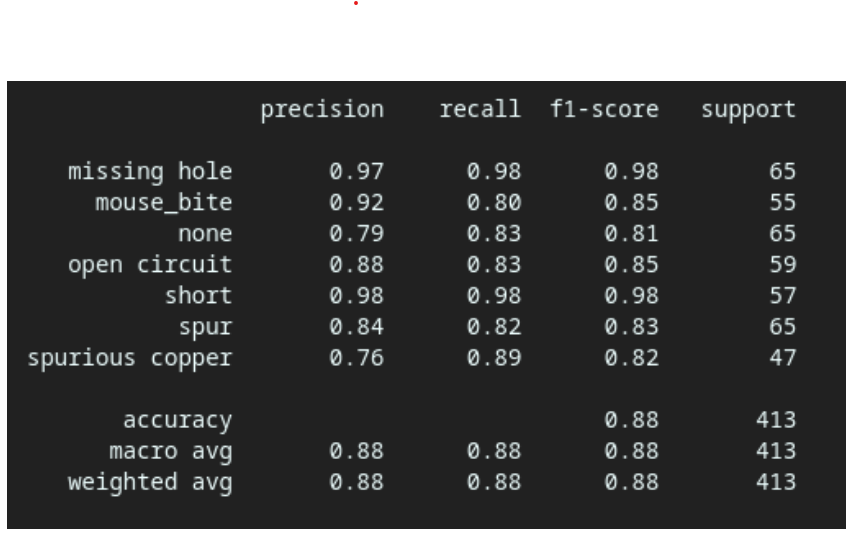 precision recall f1-score support
missing hole 0.97 0.98 0.98 65
mouse_bite 0.92 0.80 0.85 55
none 0.79 0.83 0.81 65
open circuit 0.88 0.83 0.85 59
short 0.98 0.98 0.98 57
spur 0.84 0.82 0.83 65
spurious copper 0.76 0.89 0.82 47
accuracy 0.88 413
macro avg 0.88 0.88 0.88 413
weighted avg 0.88 0.88 0.88 413